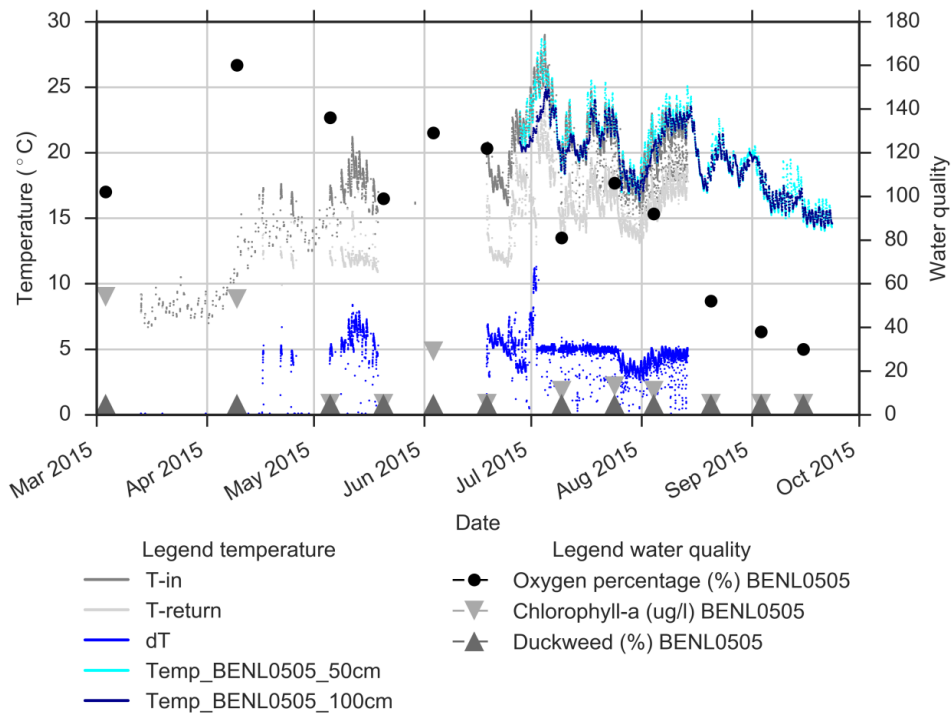 30
25
20
15
10
5
0
Temperature (°C)
180
160
140
120
100
80
60
40
20
0
Water quality
Mar 2015
Apr 2015
May 2015
Jun 2015
Jul 2015
Aug 2015
Sep 2015
Oct 2015
Date
Legend temperature
T-in
T-return
dT
Temp_BENL0505_50cm
Temp_BENL0505_100cm
Legend water quality
Oxygen percentage (%) BENL0505
Chlorophyll-a (ug/l) BENL0505
Duckweed (%) BENL0505